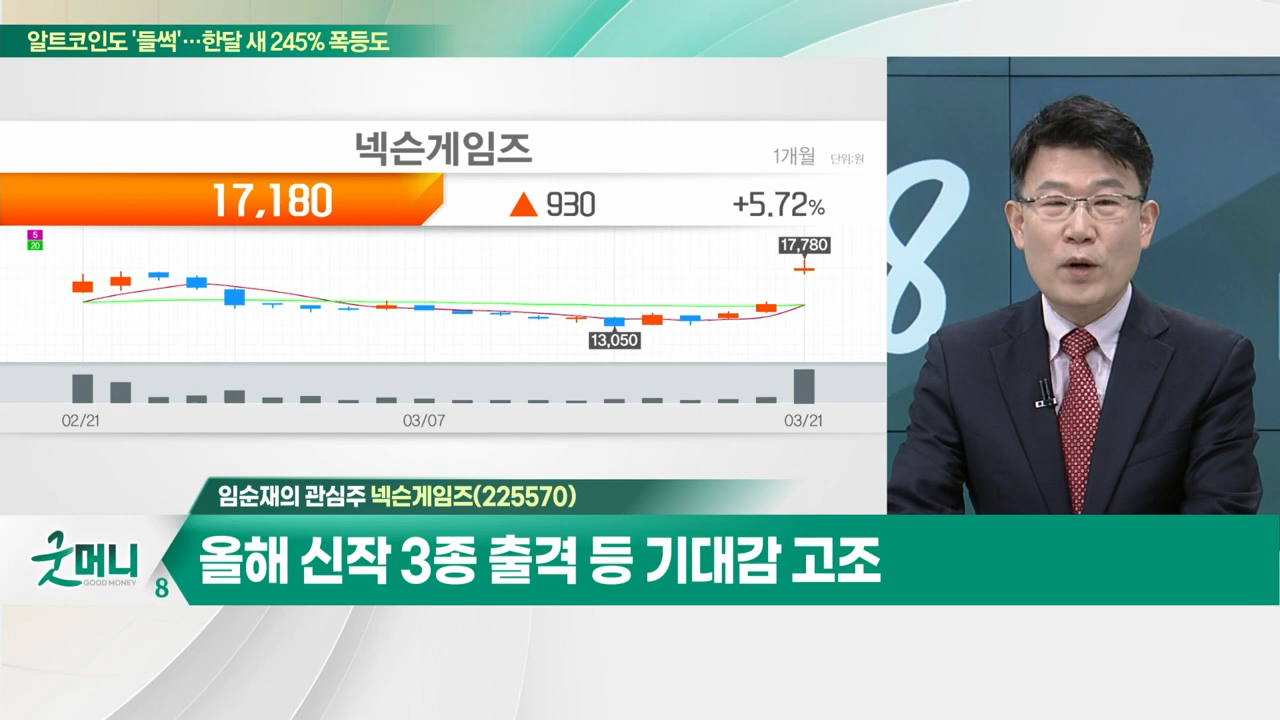 알트코인도 '들썩'…한달 새 245% 폭등도
넥슨게임즈
1개월 단위:원
17,180 ▲ 930 +5.72%
5
20
17,780
13,050
02/21 03/07 03/21
8
임순재의 관심주 넥슨게임즈(225570)
올해 신작 3종 출격 등 기대감 고조
굿머니
GOOD MONEY
8